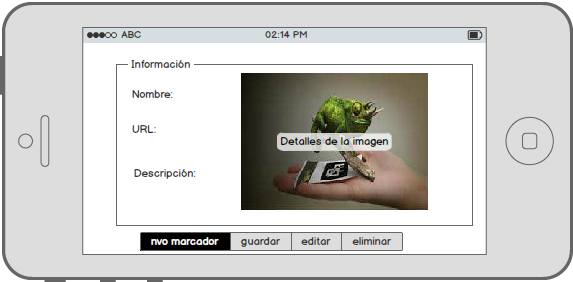 ABC 02:14 PM
Información
Nombre:
URL:
Detalles de la imagen
Descripción:
nvo marcador guardar editar eliminar